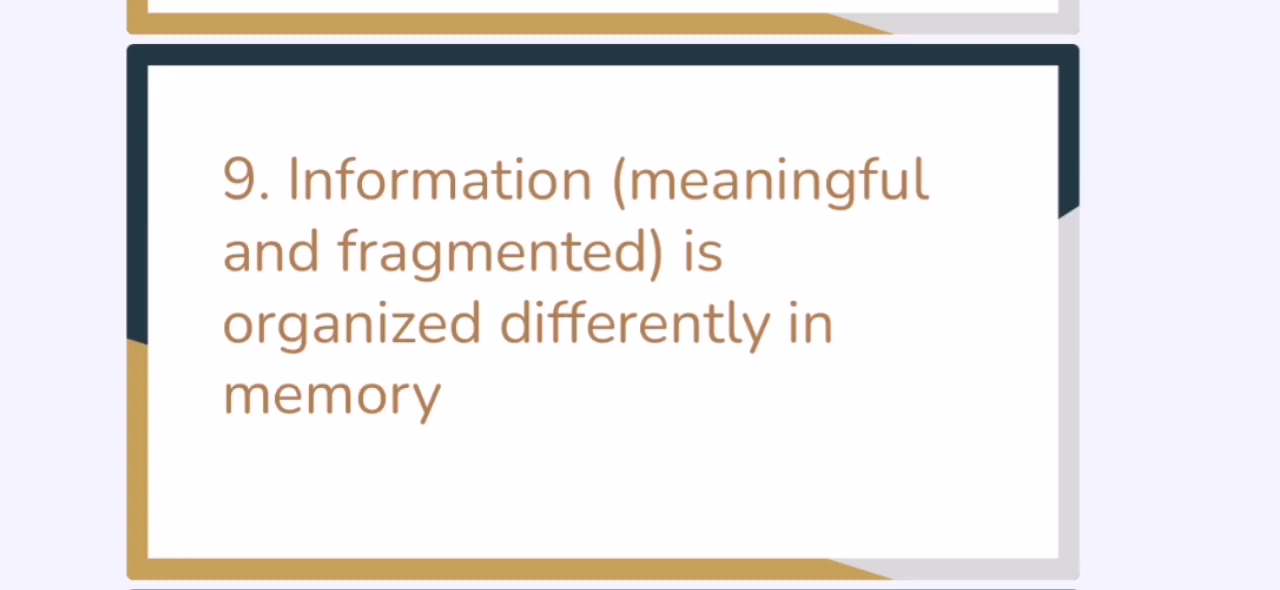 9. Information (meaningful
and fragmented) is
organized differently in
memory